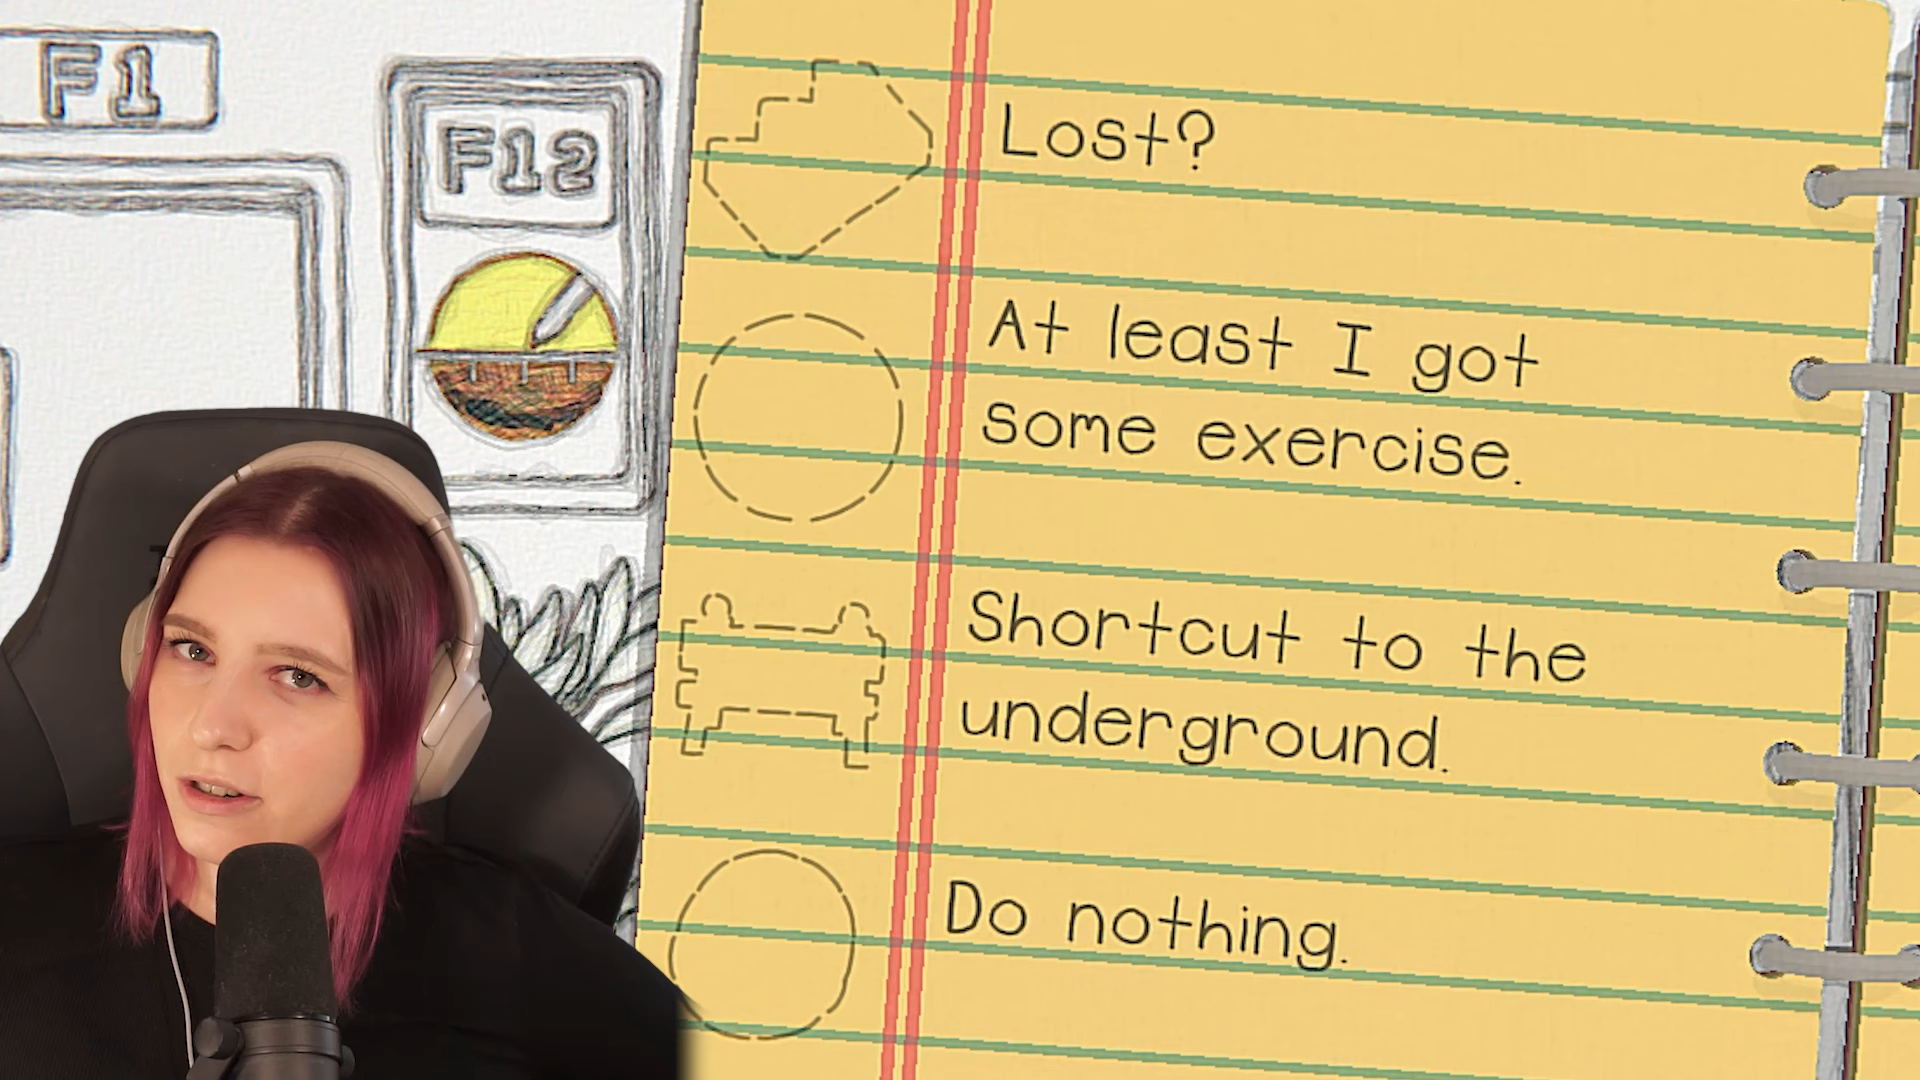 F1
F12
Lost?
At least I got
some exercise.
Shortcut to the
underground.
Do nothing.